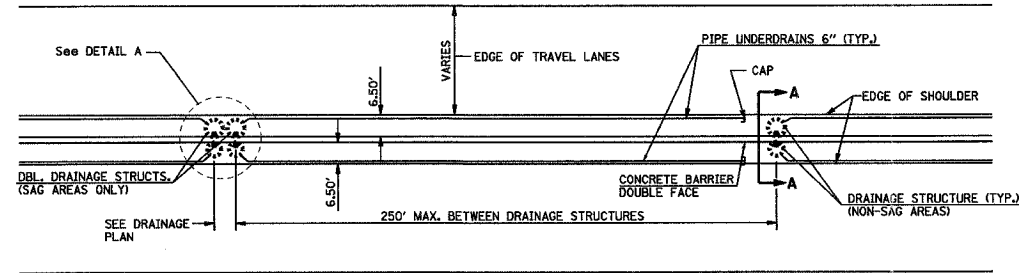 See DETAIL A
VARIES
EDGE OF TRAVEL LANES
PIPE UNDERDRAINS 6" (TYP.)
CAP
A
EDGE OF SHOULDER
6.50'
DBL. DRAINAGE STRUCTS.
(SAG AREAS ONLY)
6.50'
CONCRETE BARRIER
DOUBLE FACE
A
DRAINAGE STRUCTURE (TYP.)
(NON-SAG AREAS)
250' MAX. BETWEEN DRAINAGE STRUCTURES
SEE DRAINAGE
PLAN